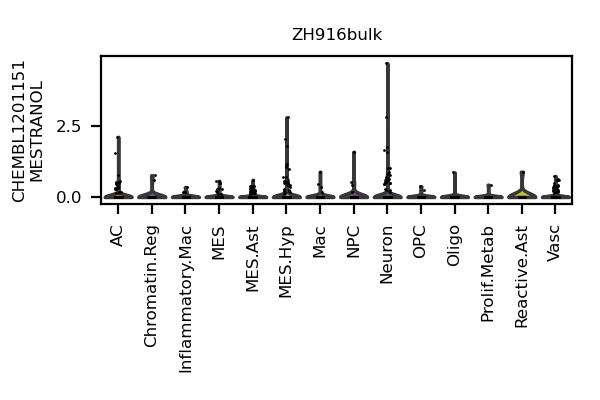 ZH916bulk
CHEMBL1201151
MESTRANOL
2.5
0.0
AC
Chromatin.Reg
Inflammatory.Mac
MES
MES.Ast
MES.Hyp
Mac
NPC
Neuron
OPC
Oligo
Prolif.Metab
Reactive.Ast
Vasc